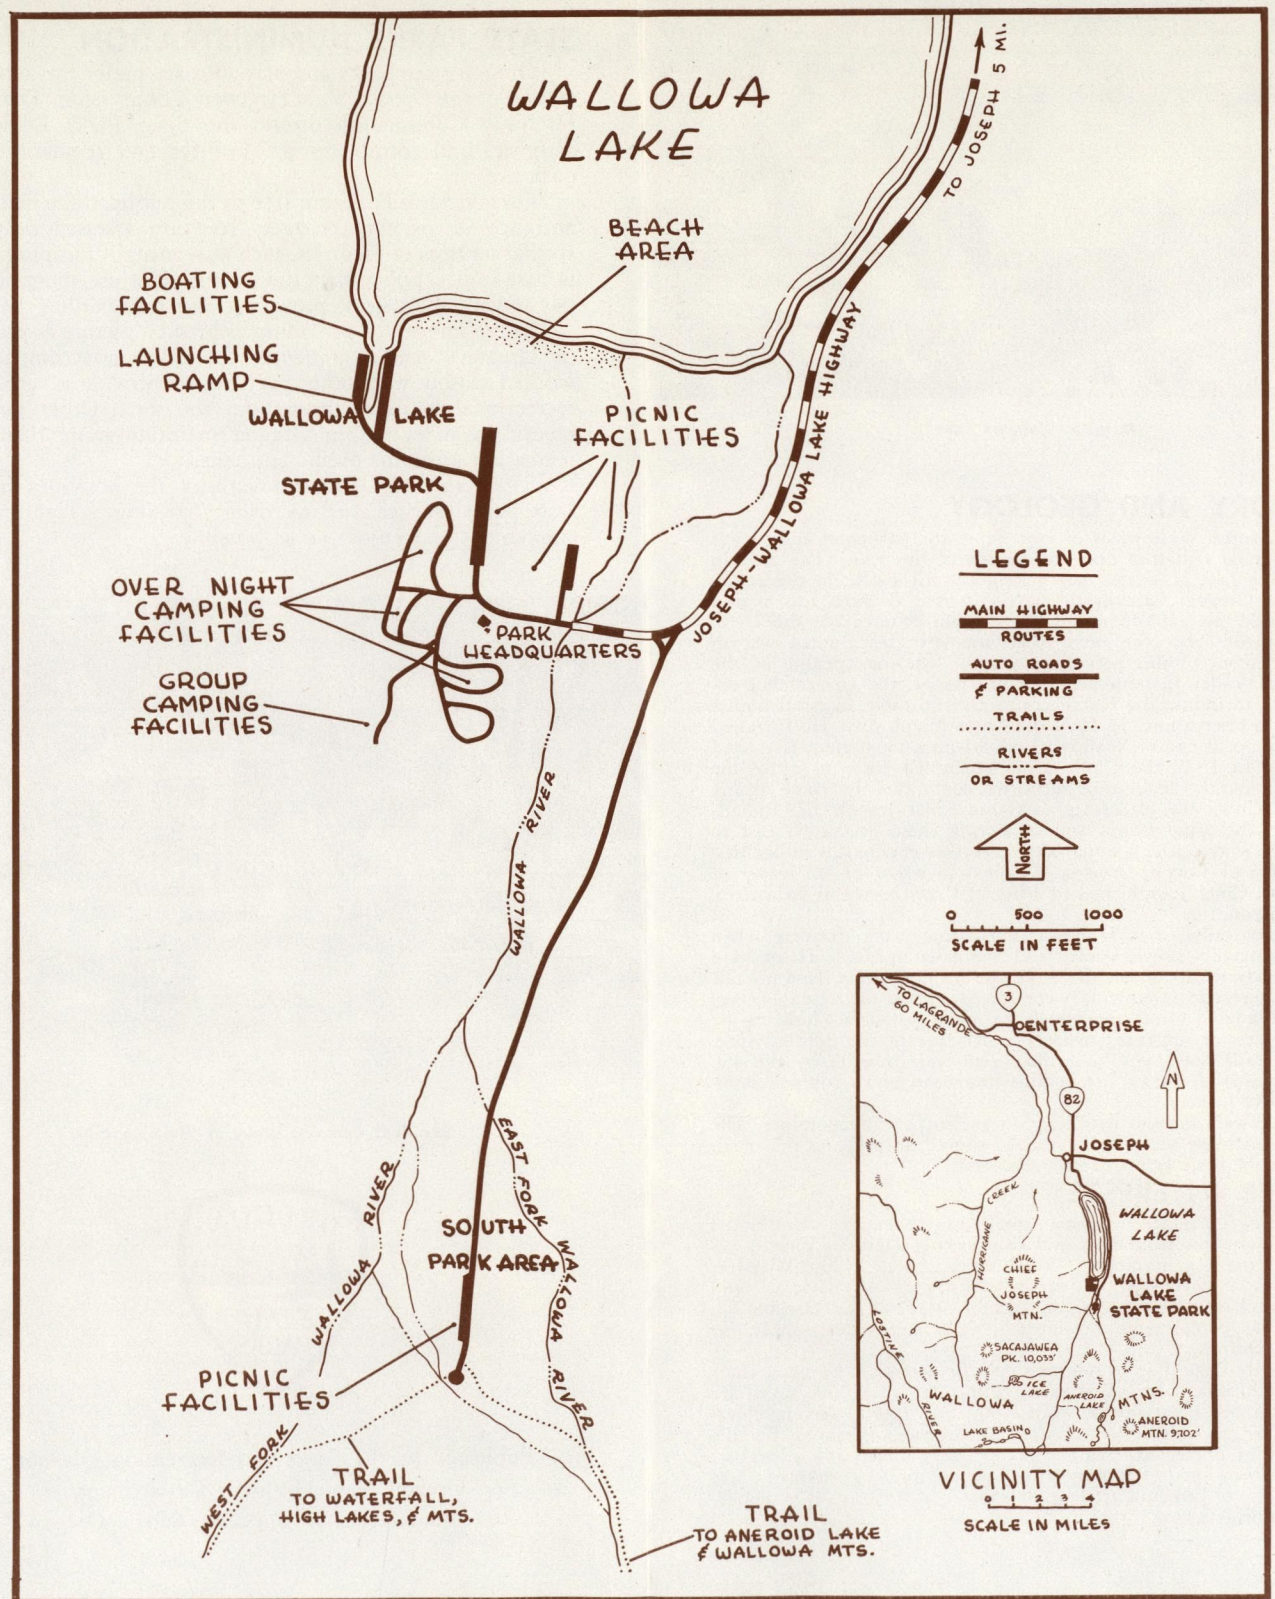 WALLOWA
LAKE
TO JOSEPH 5 MI.
BEACH
AREA
BOATING
FACILITIES
LAUNCHING
RAMP
WALLOWA LAKE
STATE PARK
PICNIC
FACILITIES
JOSEPH-WALLOWA LAKE HIGHWAY
OVER NIGHT
CAMPING
FACILITIES
PARK
HEADQUARTERS
GROUP
CAMPING
FACILITIES
LEGEND
MAIN HIGHWAY
ROUTES
AUTO ROADS
& PARKING
TRAILS
RIVERS
OR STREAMS
NORTH
0 500 1000
SCALE IN FEET
WALLOWA RIVER
EAST FORK WALLOWA RIVER
WEST FORK WALLOWA RIVER
SOUTH
PARK AREA
PICNIC
FACILITIES
TRAIL
TO WATERFALL,
HIGH LAKES, & MTS.
TRAIL
TO ANEROID LAKE
& WALLOWA MTS.
TO LAGRANDE
60 MILES
3
ENTERPRISE
N
82
JOSEPH
HURRICANE CREEK
WALLOWA
LAKE
CHIEF
JOSEPH
MTN.
WALLOWA
LAKE
STATE PARK
LOSTINE RIVER
SACAJAWEA
PK. 10,033'
ICE
LAKE
WALLOWA MTNS.
ANEROID
LAKE
ANEROID
MTN. 9,702'
LAKE BASIN
VICINITY MAP
0 1 2 3 4
SCALE IN MILES